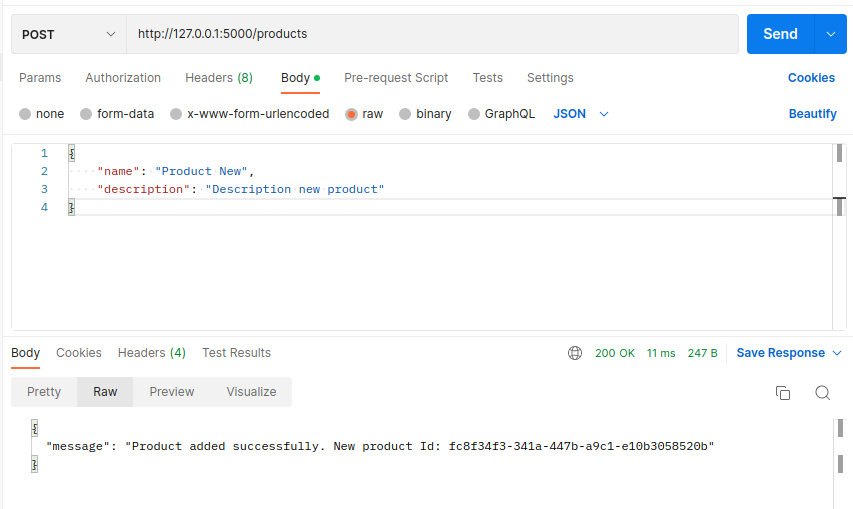 POST http://127.0.0.1:5000/products Send
Params Authorization Headers (8) Body Pre-request Script Tests Settings Cookies
none form-data x-www-form-urlencoded raw binary GraphQL JSON Beautify
1 {
2 "name": "Product New",
3 "description": "Description new product"
4 }
Body Cookies Headers (4) Test Results 200 OK 11 ms 247 B Save Response
Pretty Raw Preview Visualize
{
"message": "Product added successfully. New product Id: fc8f34f3-341a-447b-a9c1-e10b3058520b"
}